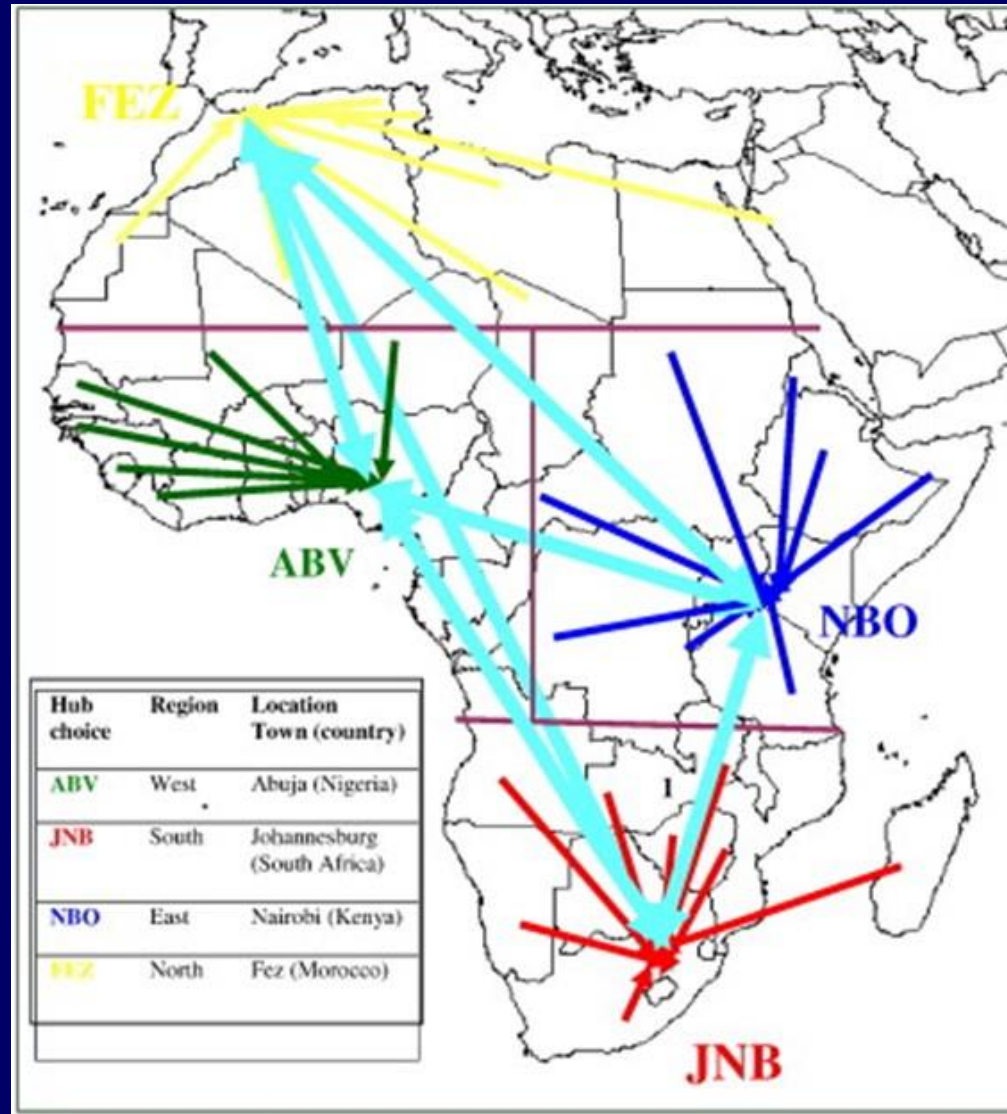 FEZ
ABV
NBO
Hub choice Region Location Town (country)
ABV West Abuja (Nigeria)
JNB South Johannesburg (South Africa)
NBO East Nairobi (Kenya)
FEZ North Fez (Morocco)
1
JNB